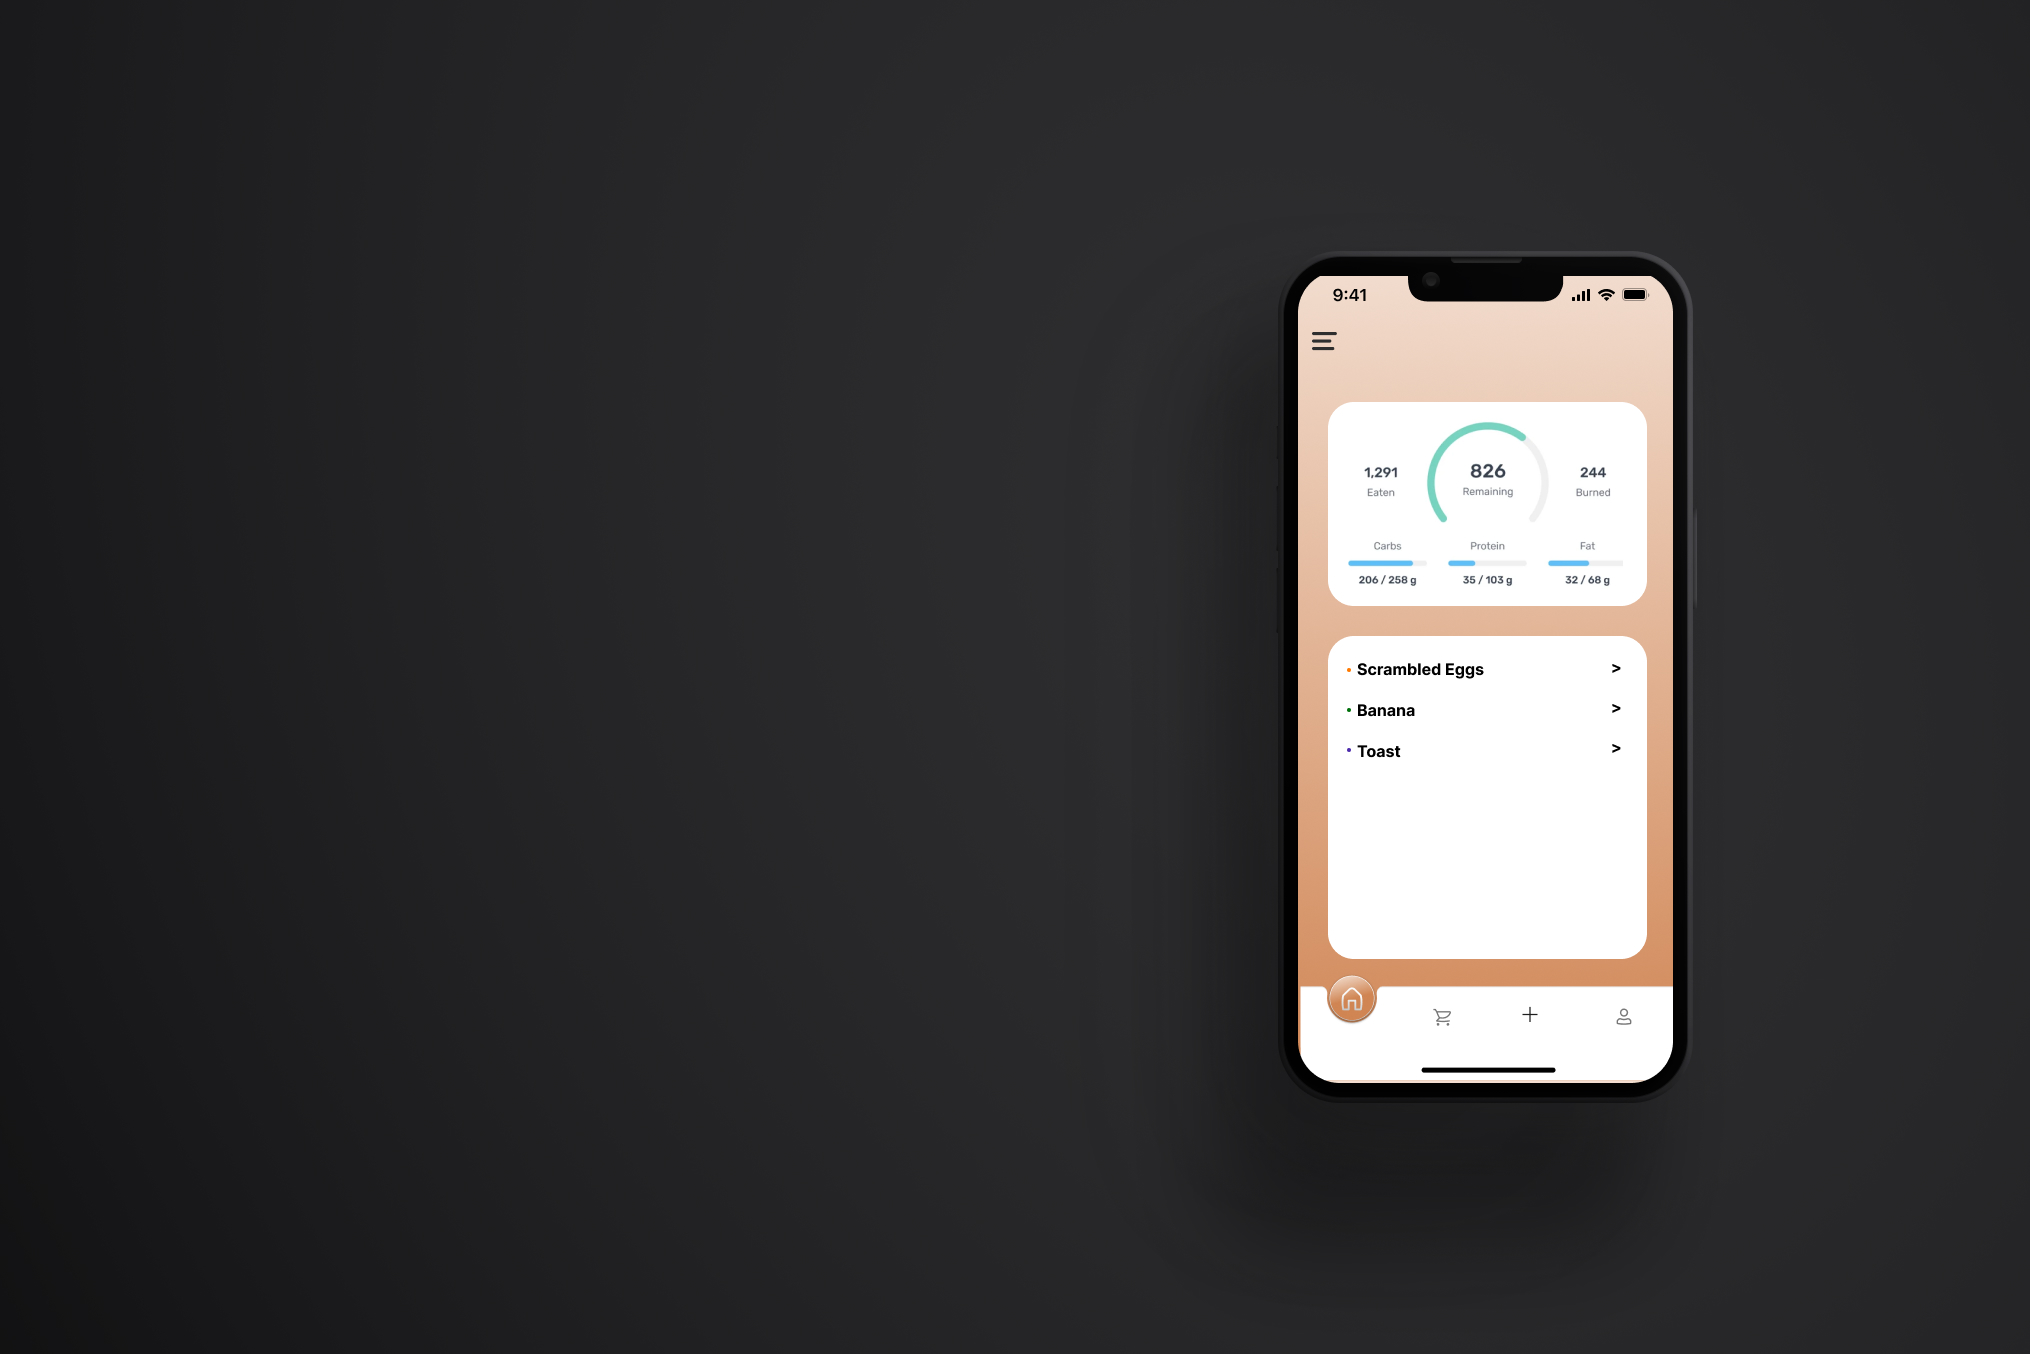 9:41
826
1,291
244
Remaining
Eaten
Burned
Carbs
Protein
Fat
206 / 258 g
35 / 103 g
32 / 68 g
Scrambled Eggs >
Banana >
Toast >